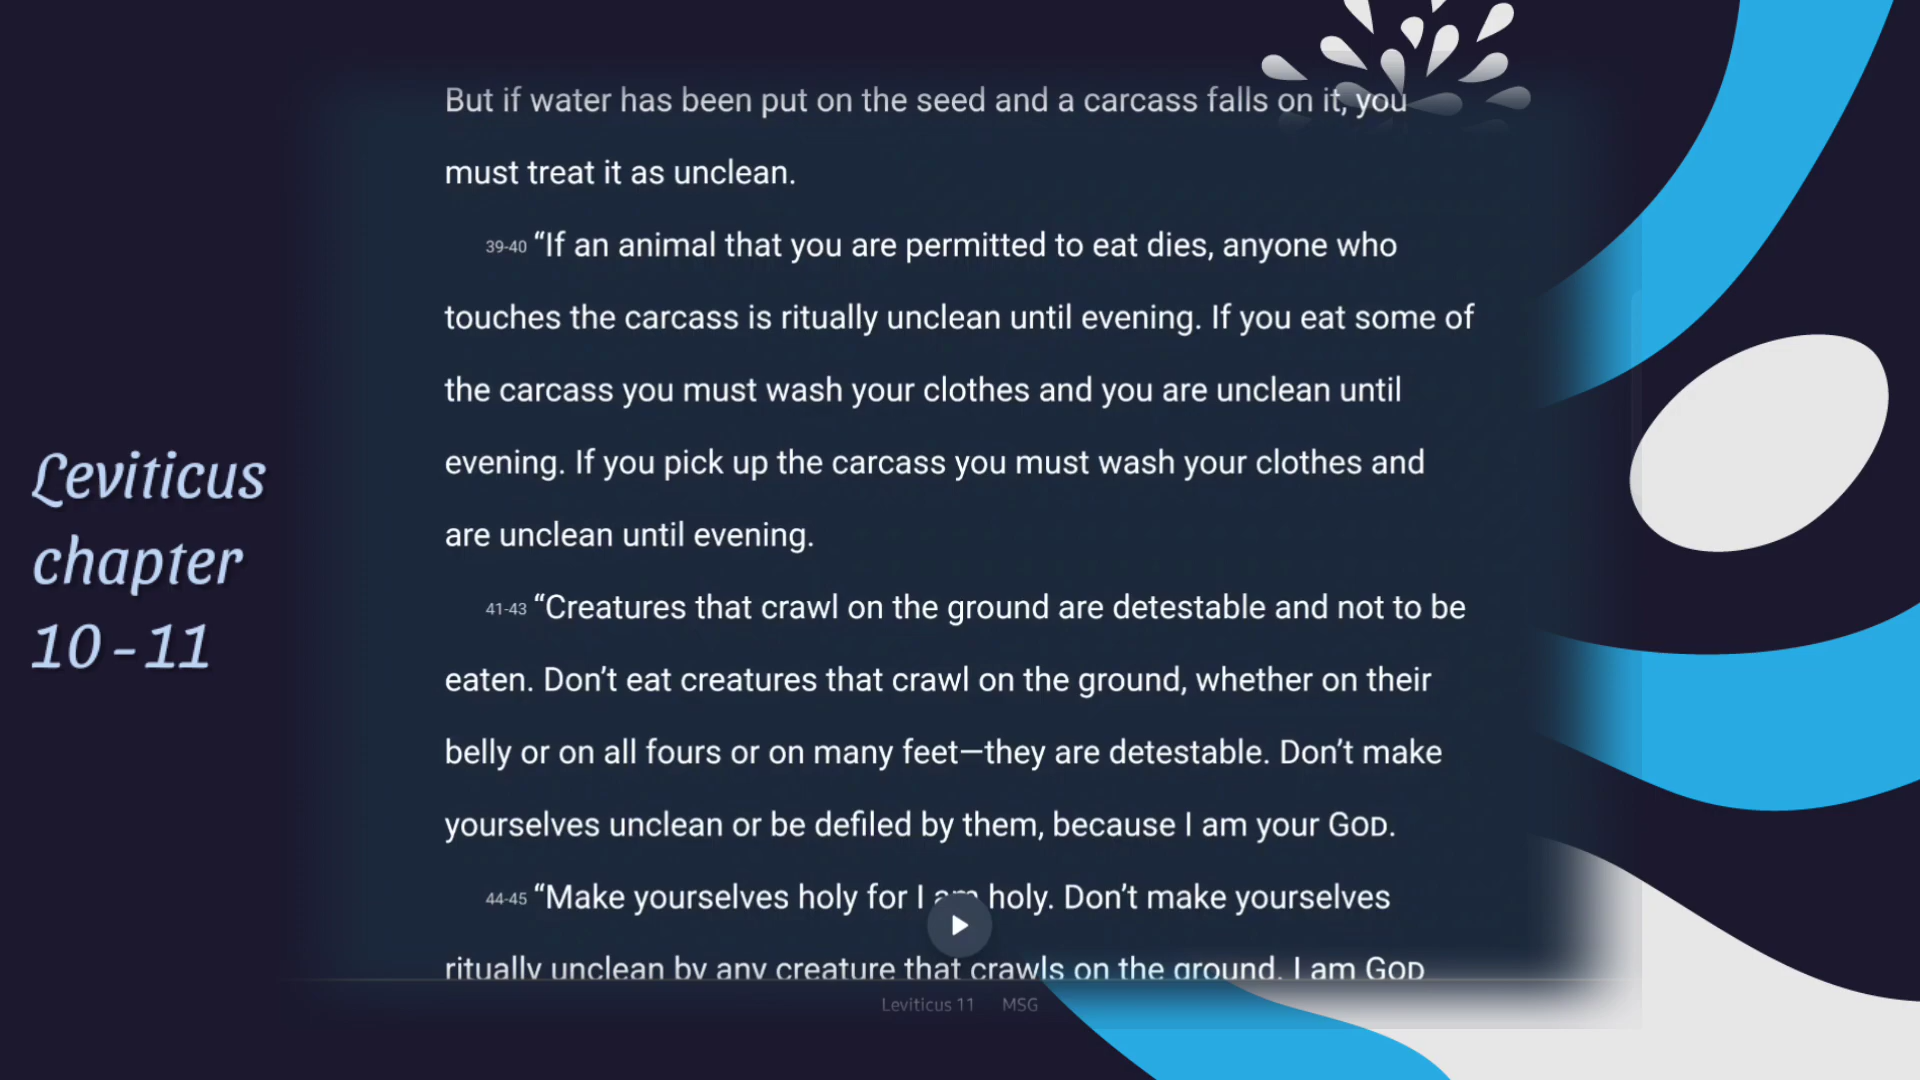 But if water has been put on the seed and a carcass falls on it, you
must treat it as unclean.
39-40 “If an animal that you are permitted to eat dies, anyone who
touches the carcass is ritually unclean until evening. If you eat some of
the carcass you must wash your clothes and you are unclean until
evening. If you pick up the carcass you must wash your clothes and
are unclean until evening.
41-43 “Creatures that crawl on the ground are detestable and not to be
eaten. Don’t eat creatures that crawl on the ground, whether on their
belly or on all fours or on many feet—they are detestable. Don’t make
yourselves unclean or be defiled by them, because I am your GOD.
44-45 “Make yourselves holy for I am holy. Don’t make yourselves
ritually unclean by any creature that crawls on the ground. I am GOD
Leviticus
chapter
10-11
Leviticus 11 MSG